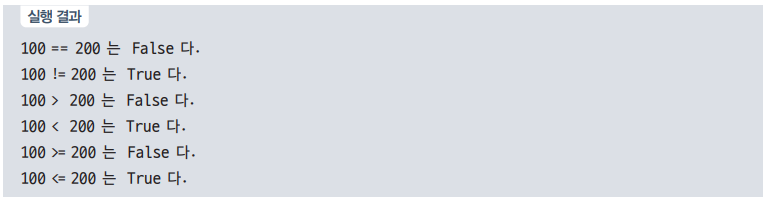 실행 결과
100 == 200 는 False 다.
100 != 200 는 True 다.
100 > 200 는 False 다.
100 < 200 는 True 다.
100 >= 200 는 False 다.
100 <= 200 는 True 다.